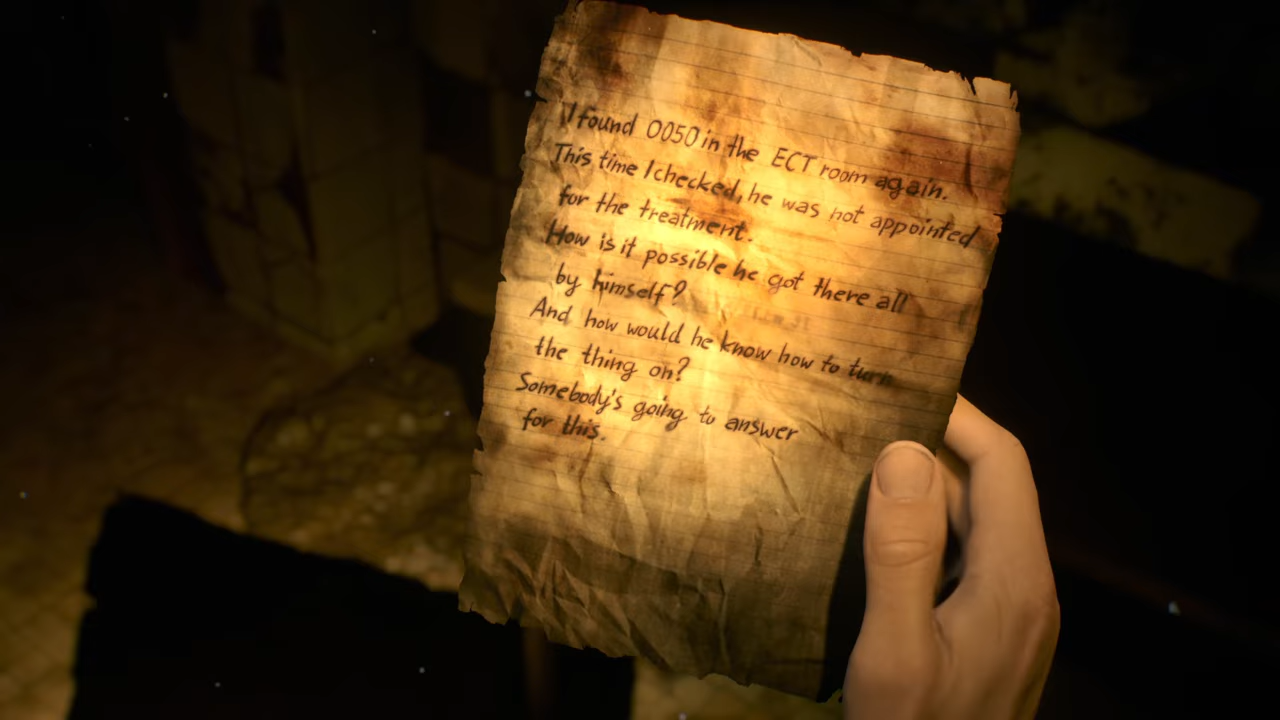 I found 0050 in the ECT room again.
This time I checked, he was not appointed
for the treatment.
How is it possible he got there all
by himself?
And how would he know how to turn
the thing on?
Somebody's going to answer
for this.